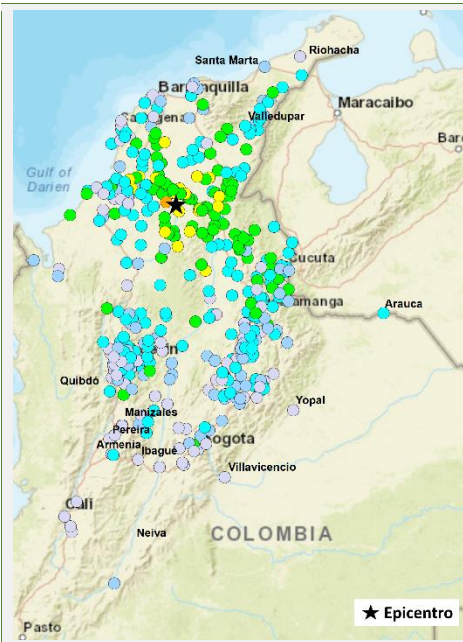 Riohacha
Santa Marta
Barranquilla
Maracaibo
Valledupar
Gulf of
Darien
Cucuta
Arauca
Quibdó
Yopal
Manizales
Pereira
Armenia
Ibagué
Bogota
Villavicencio
Cali
Neiva
COLOMBIA
Pasto
★ Epicentro